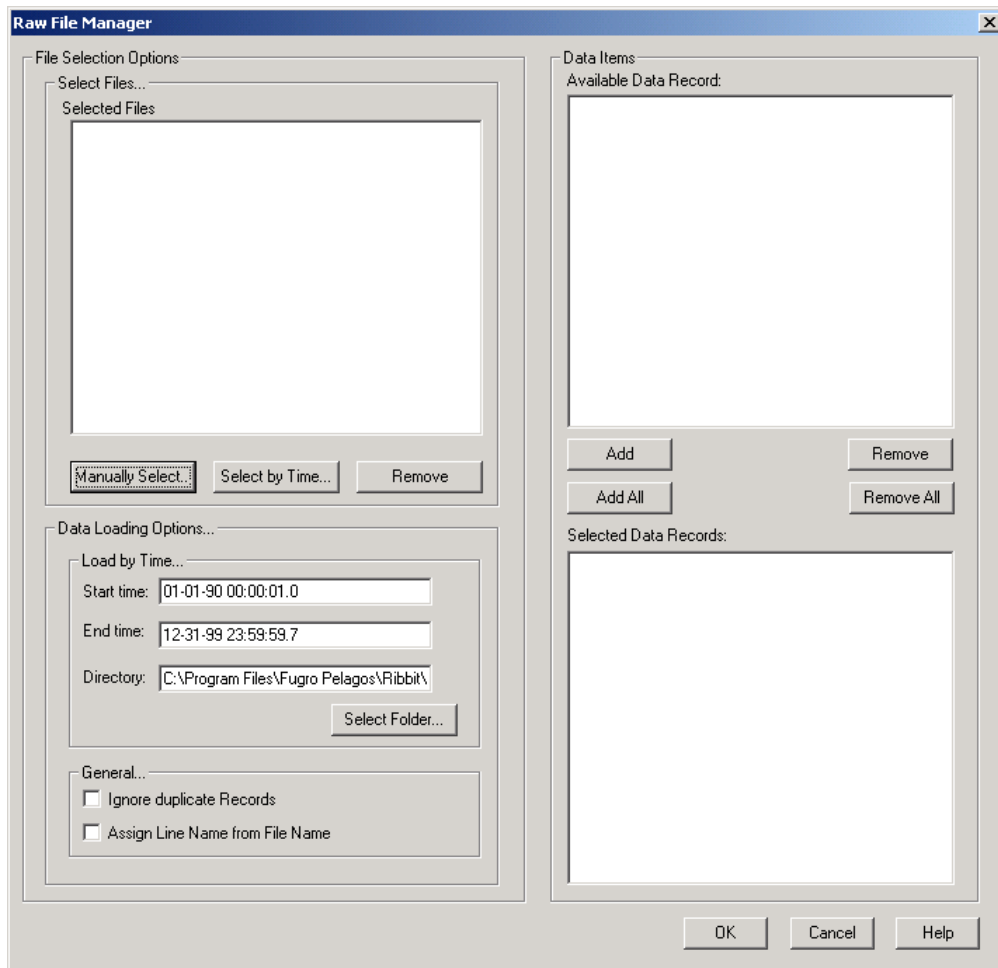 Raw File Manager
File Selection Options
Select Files...
Selected Files
Manually Select..
Select by Time...
Remove
Data Loading Options...
Load by Time...
Start time: 01-01-90 00:00:01.0
End time: 12-31-99 23:59:59.7
Directory: C:\Program Files\Fugro Pelagos\Ribbit\
Select Folder...
General...
Ignore duplicate Records
Assign Line Name from File Name
Data Items
Available Data Record:
Add
Remove
Add All
Remove All
Selected Data Records:
OK
Cancel
Help